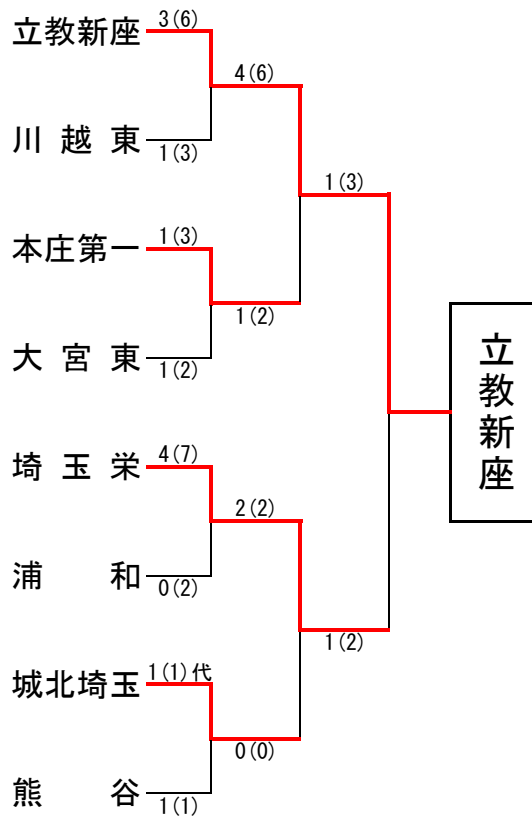 立教新座 3(6)
4(6)
川越東 1(3)
1(3)
本庄第一 1(3)
1(2)
大宮東 1(2)
立教新座
埼玉栄 4(7)
2(2)
浦和 0(2)
1(2)
城北埼玉 1(1)代
0(0)
熊谷 1(1)